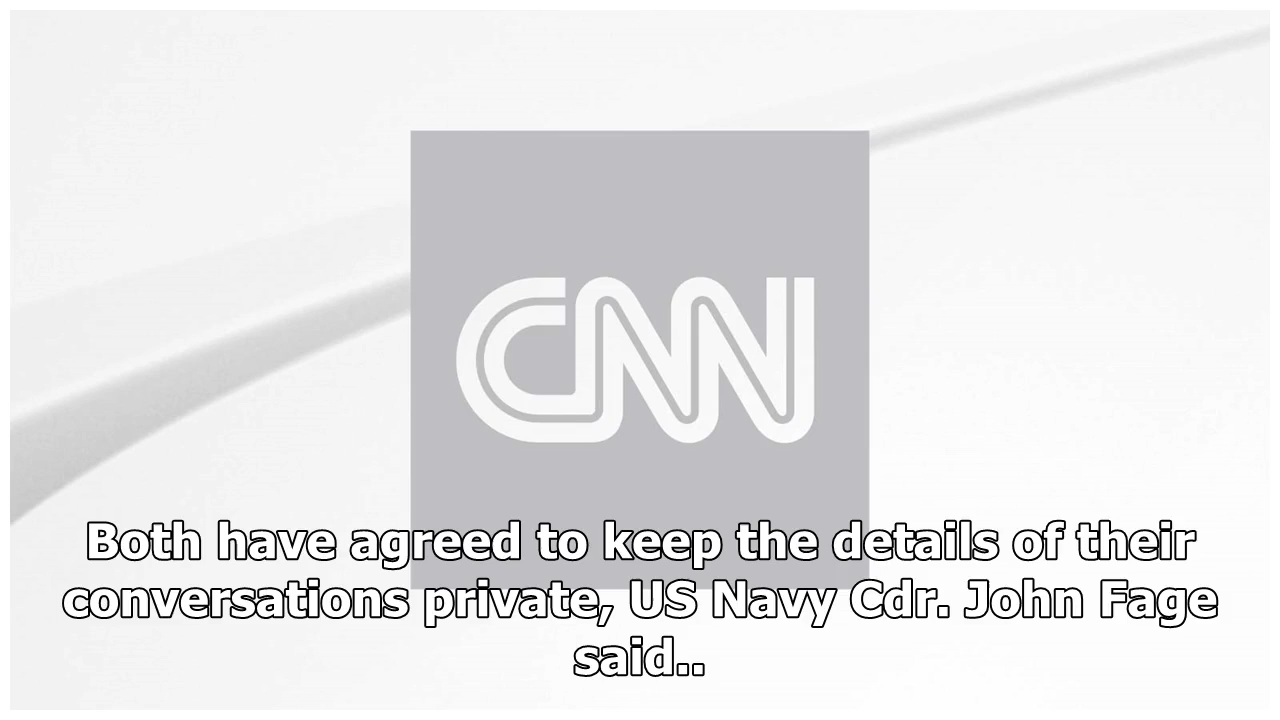 CNN
Both have agreed to keep the details of their
conversations private, US Navy Cdr. John Fage
said..